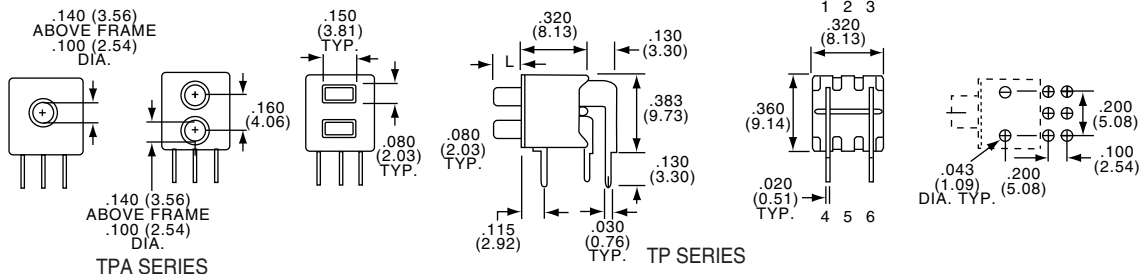 .140 (3.56)
ABOVE FRAME
.100 (2.54)
DIA.
.160
(4.06)
.140 (3.56)
ABOVE FRAME
.100 (2.54)
DIA.
TPA SERIES
.150
(3.81)
TYP.
.080
(2.03)
TYP.
.320
(8.13)
L
.130
(3.30)
.383
(9.73)
.080
(2.03)
TYP.
.130
(3.30)
.115
(2.92)
.030
(0.76)
TYP.
TP SERIES
1 2 3
.320
(8.13)
.360
(9.14)
.020
(0.51)
TYP.
4 5 6
.200
(5.08)
.043
(1.09)
DIA. TYP.
.200
(5.08)
.100
(2.54)